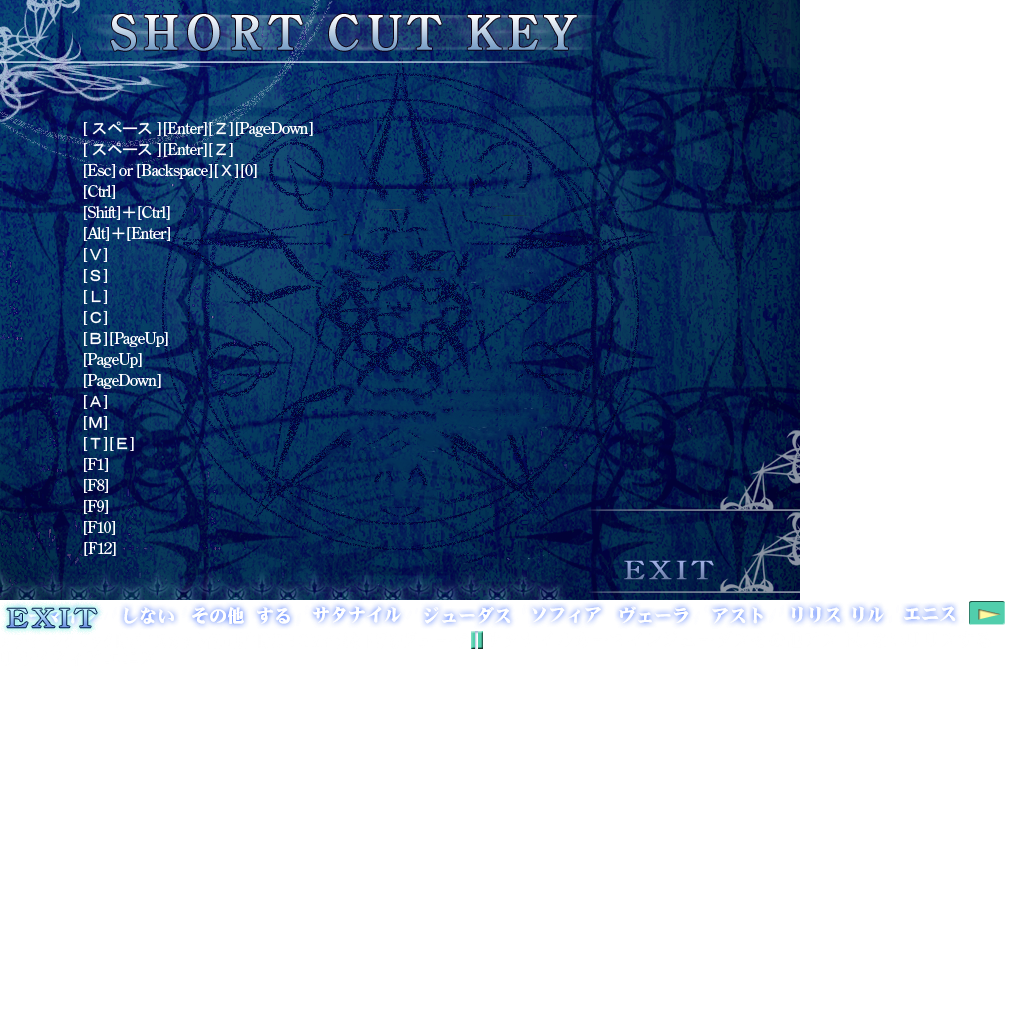 SHORT CUT KEY
[ スペース ][Enter][Ｚ][PageDown]
[ スペース ][Enter][Ｚ]
[Esc] or [Backspace][Ｘ][0]
[Ctrl]
[Shift]＋[Ctrl]
[Alt]＋[Enter]
[Ｖ]
[Ｓ]
[Ｌ]
[Ｃ]
[Ｂ][PageUp]
[PageUp]
[PageDown]
[Ａ]
[Ｍ]
[Ｔ][Ｅ]
[F1]
[F8]
[F9]
[F10]
[F12]
EXIT
EXIT しない その他 する サタナイル ジューダス ソフィア ヴェーラ アスト リリス リル エニス